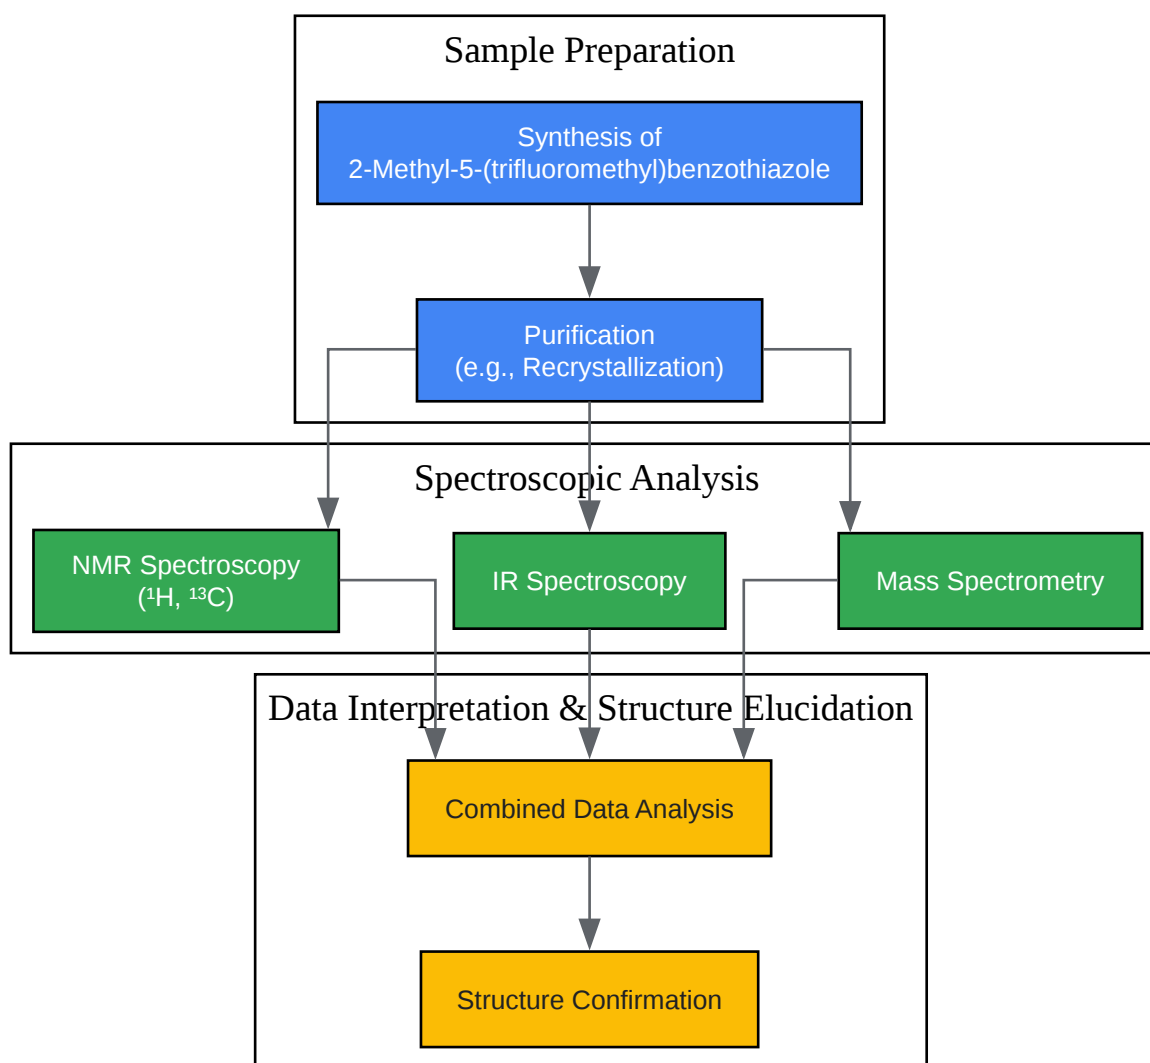 Sample Preparation
Synthesis of
2-Methyl-5-(trifluoromethyl)benzothiazole
Purification
(e.g., Recrystallization)
Spectroscopic Analysis
NMR Spectroscopy
(¹H, ¹³C)
IR Spectroscopy
Mass Spectrometry
Data Interpretation & Structure Elucidation
Combined Data Analysis
Structure Confirmation